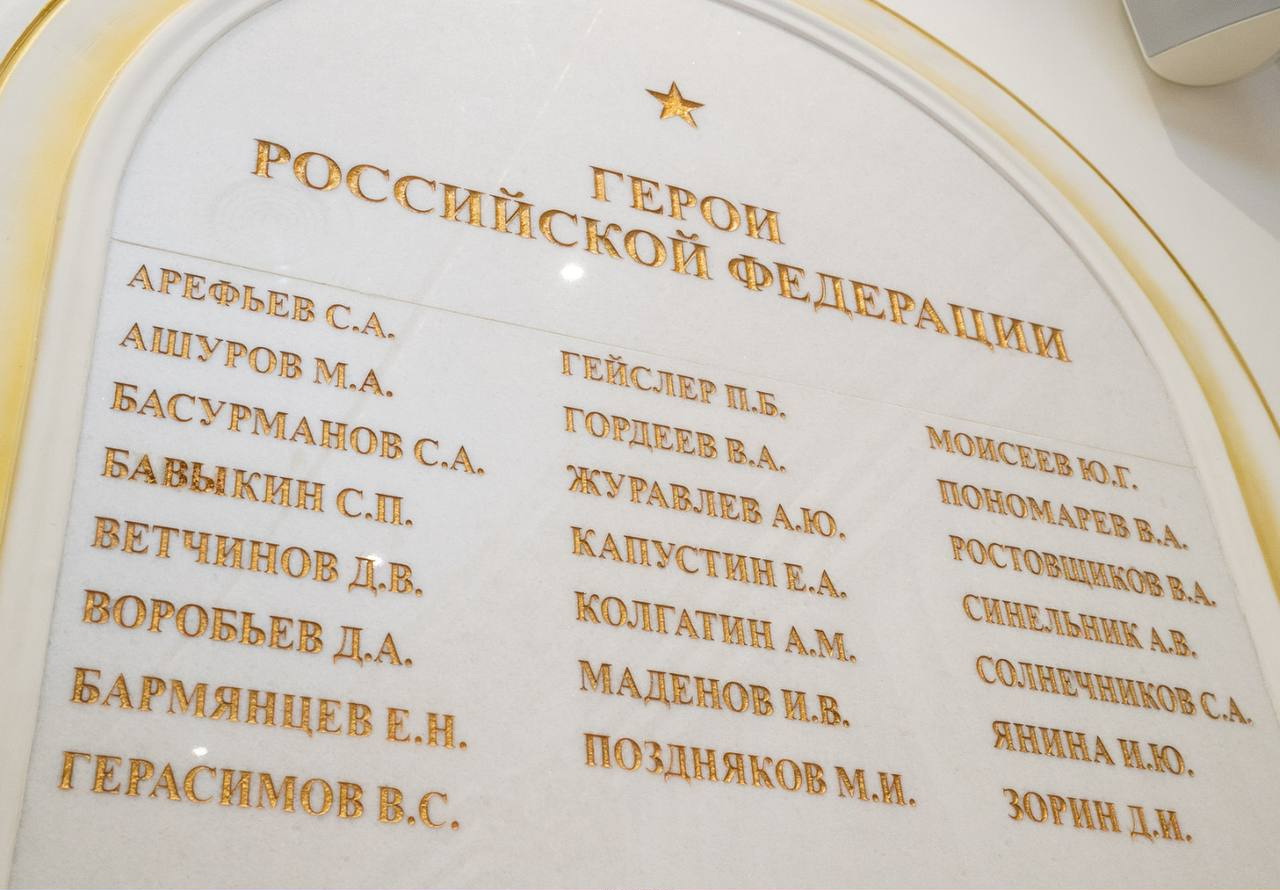 ГЕРОИ
РОССИЙСКОЙ ФЕДЕРАЦИИ
АРЕФЬЕВ С.А.
АШУРОВ М.А.
БАСУРМАНОВ С.А.
БАВЫКИН С.П.
ВЕТЧИНОВ Д.В.
ВОРОБЬЕВ Д.А.
БАРМЯНЦЕВ Е.Н.
ГЕРАСИМОВ В.С.
ГЕЙСЛЕР П.Б.
ГОРДЕЕВ В.А.
ЖУРАВЛЕВ А.Ю.
КАПУСТИН Е.А.
КОЛГАТИН А.М.
МАДЕНОВ И.В.
ПОЗДНЯКОВ М.И.
МОИСЕЕВ Ю.Г.
ПОНОМАРЕВ В.А.
РОСТОВЩИКОВ В.А.
СИНЕЛЬНИК А.В.
СОЛНЕЧНИКОВ С.А.
ЯНИНА И.Ю.
ЗОРИН Д.И.